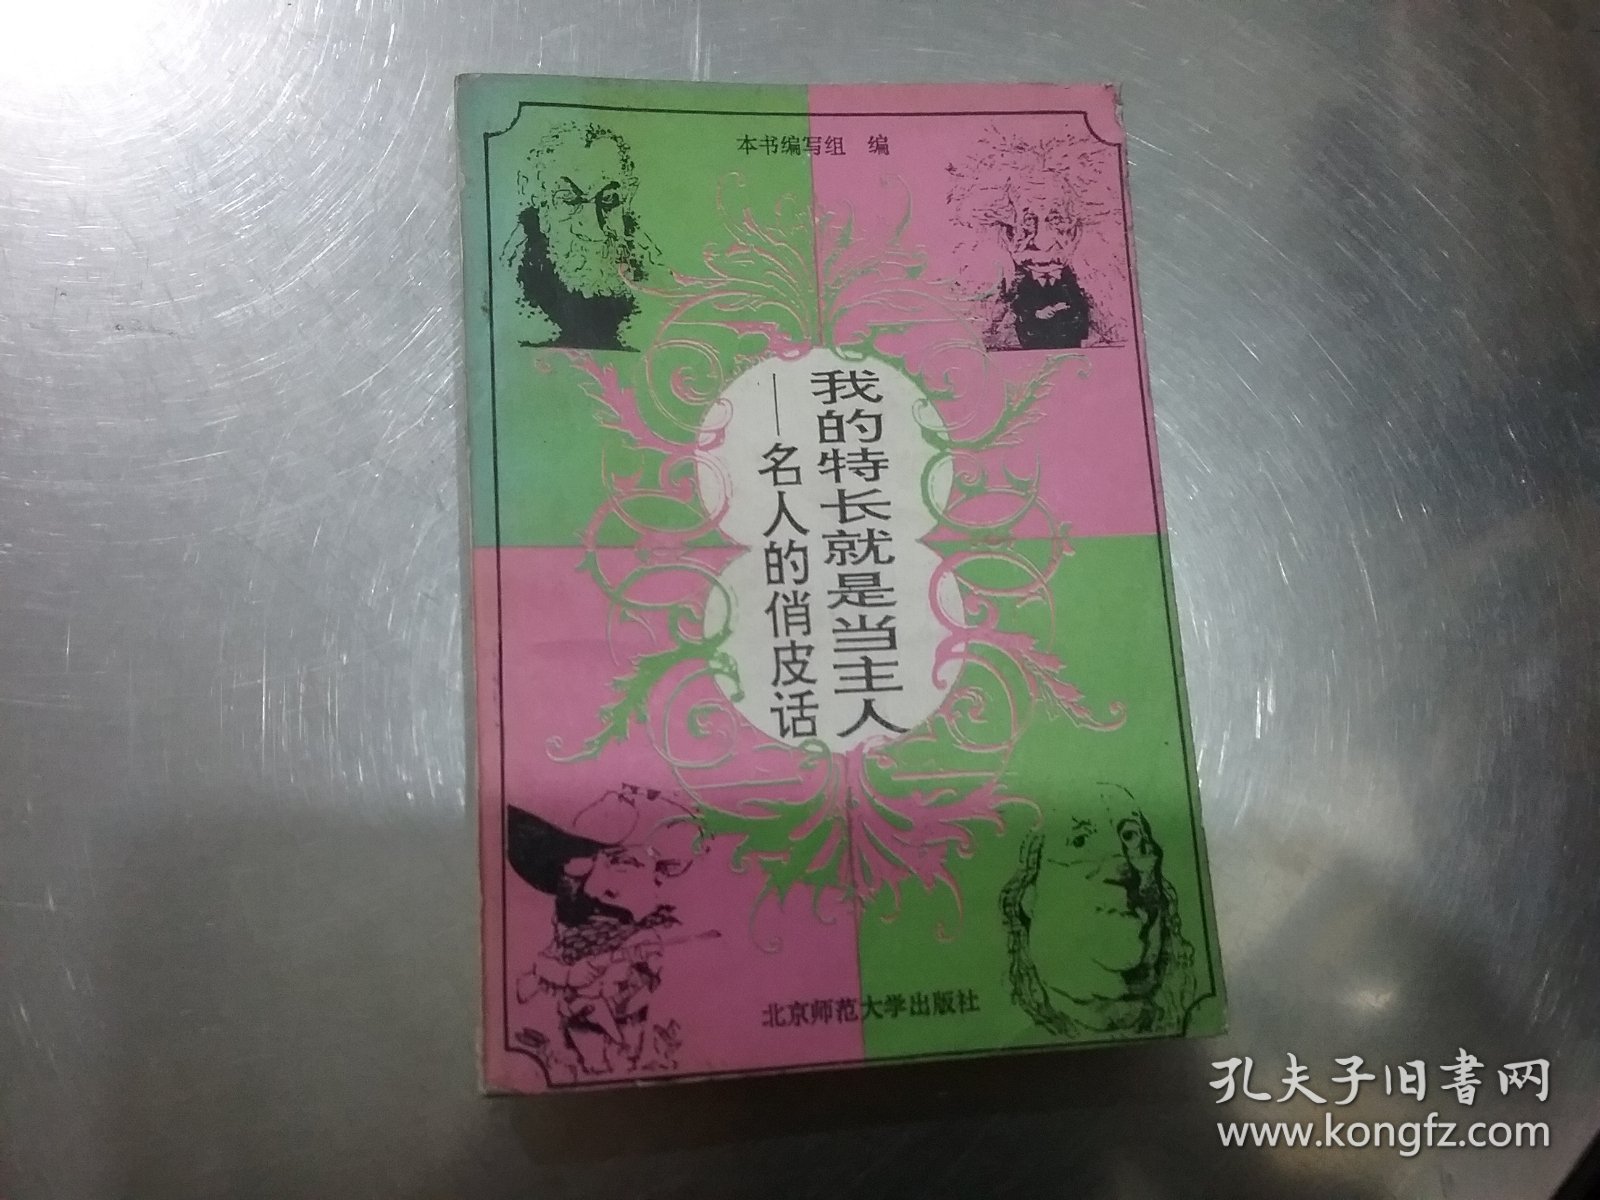 本书编写组　编
我的特长就是当主人
——名人的俏皮话
北京师范大学出版社
孔夫子旧書网
www.kongfz.com